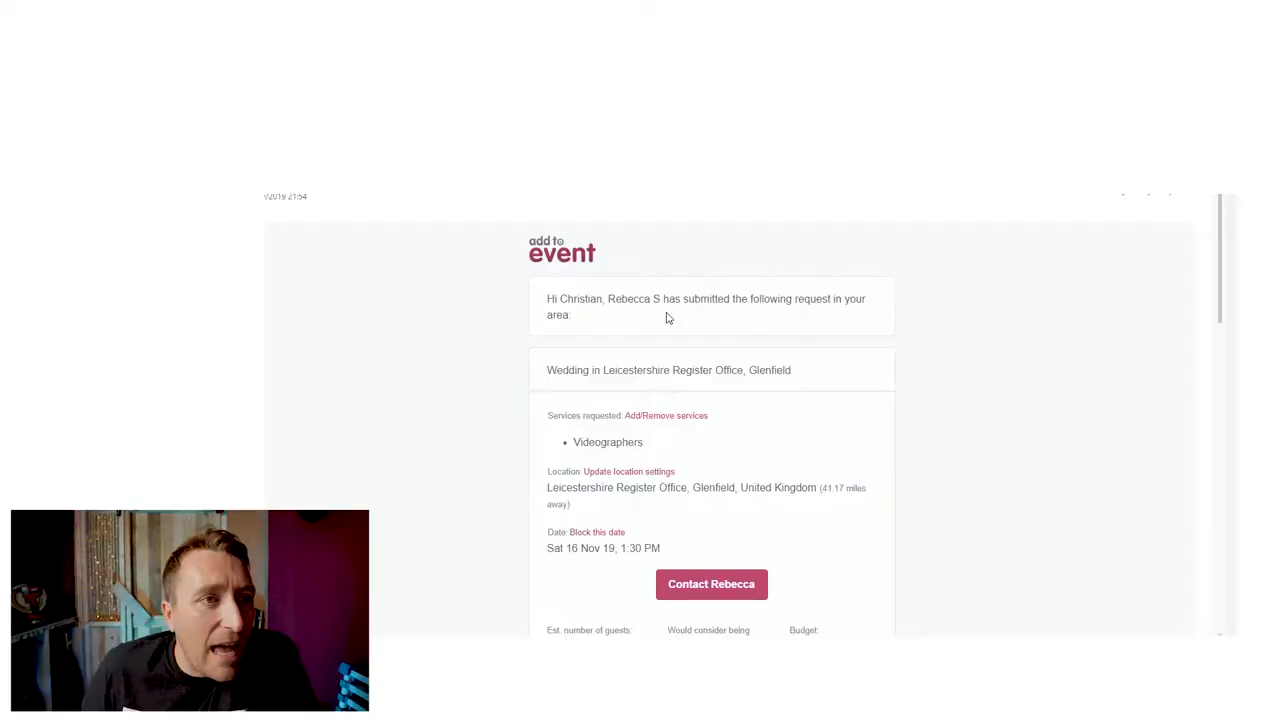 /2019 21:54
add to
event
Hi Christian, Rebecca S has submitted the following request in your
area:
Wedding in Leicestershire Register Office, Glenfield
Services requested: Add/Remove services
• Videographers
Location: Update location settings
Leicestershire Register Office, Glenfield, United Kingdom (41.17 miles
away)
Date: Block this date
Sat 16 Nov 19, 1:30 PM
Contact Rebecca
Est. number of guests: Would consider being Budget: